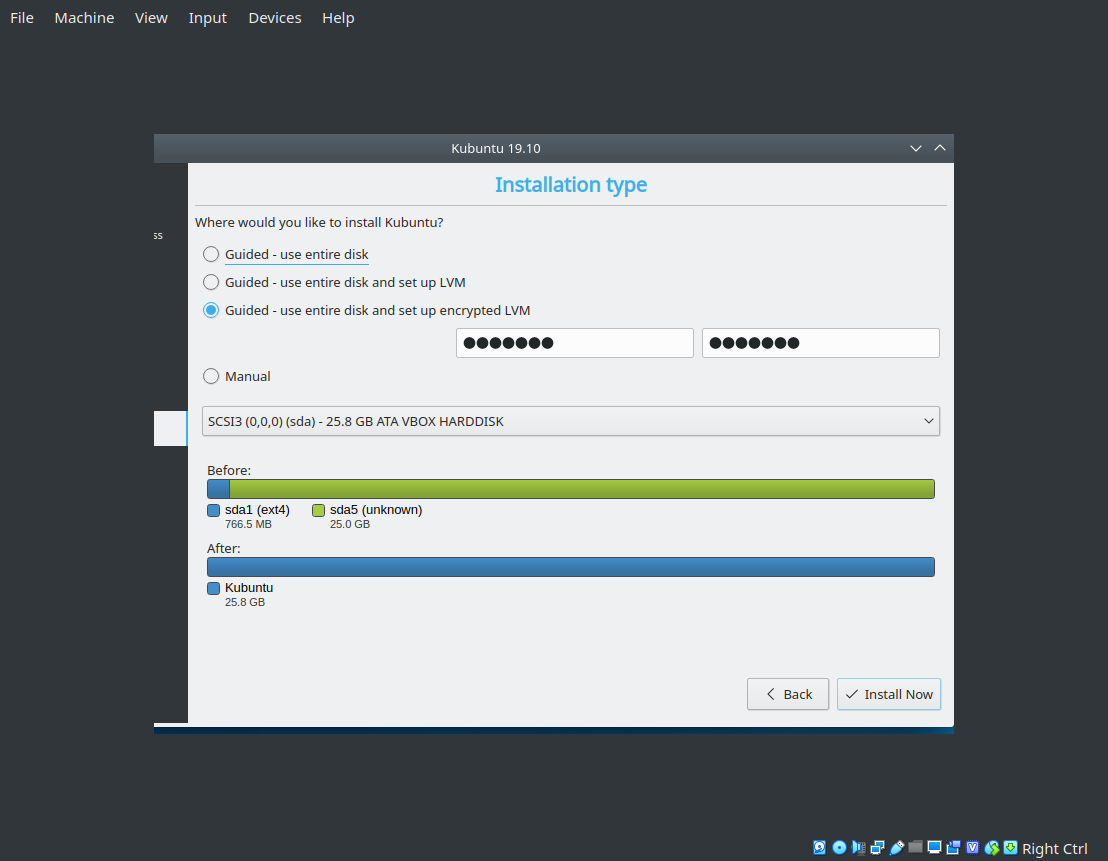 File Machine View Input Devices Help
Kubuntu 19.10
Installation type
ss
Where would you like to install Kubuntu?
Guided - use entire disk
Guided - use entire disk and set up LVM
Guided - use entire disk and set up encrypted LVM
●●●●●●● ●●●●●●●
Manual
SCSI3 (0,0,0) (sda) - 25.8 GB ATA VBOX HARDDISK
Before:
sda1 (ext4) sda5 (unknown)
766.5 MB 25.0 GB
After:
Kubuntu
25.8 GB
Back Install Now
Right Ctrl